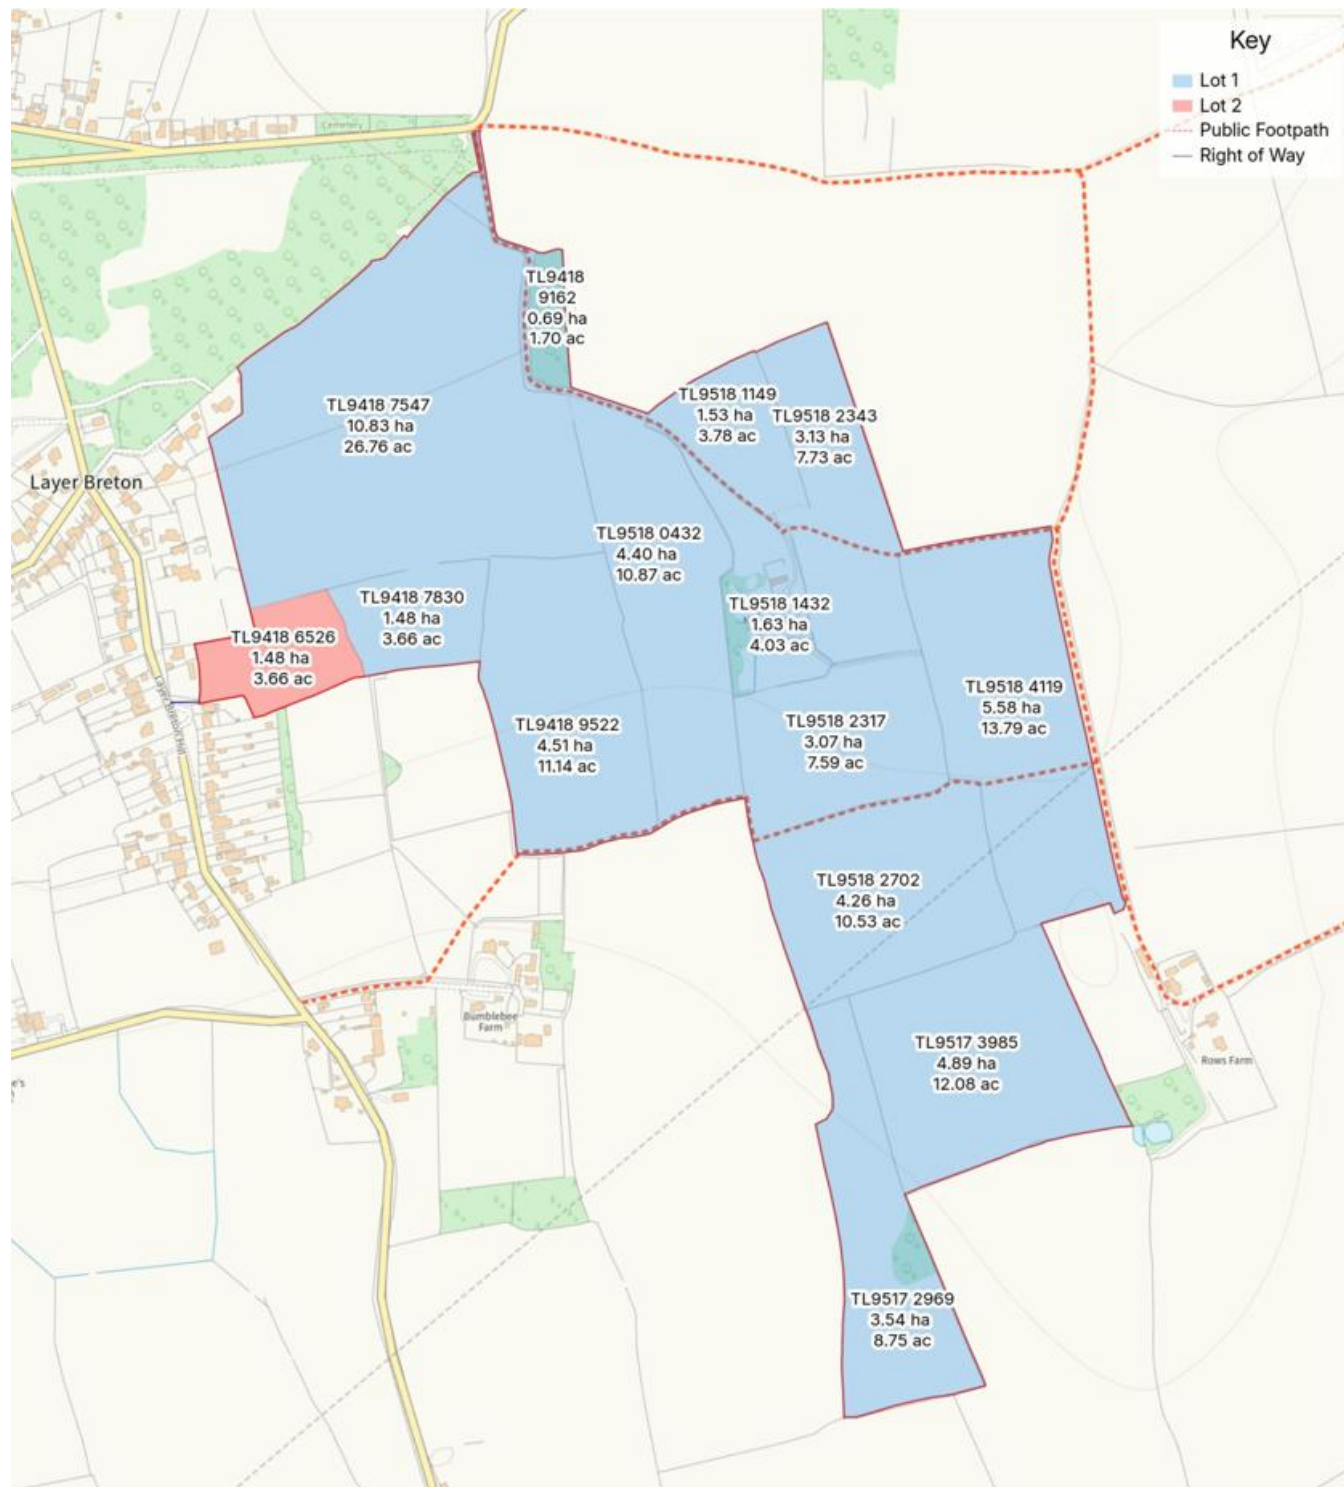 Key
Lot 1
Lot 2
Public Footpath
Right of Way
Cemetery
TL9418
9162
0.69 ha
1.70 ac
TL9418 7547
10.83 ha
26.76 ac
TL9518 1149
1.53 ha
3.78 ac
TL9518 2343
3.13 ha
7.73 ac
Layer Breton
TL9518 0432
4.40 ha
10.87 ac
TL9418 7830
1.48 ha
3.66 ac
TL9518 1432
1.63 ha
4.03 ac
TL9418 6526
1.48 ha
3.66 ac
Layer Breton Hill
TL9518 4119
5.58 ha
13.79 ac
TL9418 9522
4.51 ha
11.14 ac
TL9518 2317
3.07 ha
7.59 ac
TL9518 2702
4.26 ha
10.53 ac
Bumblebee
Farm
TL9517 3985
4.89 ha
12.08 ac
Rows Farm
TL9517 2969
3.54 ha
8.75 ac